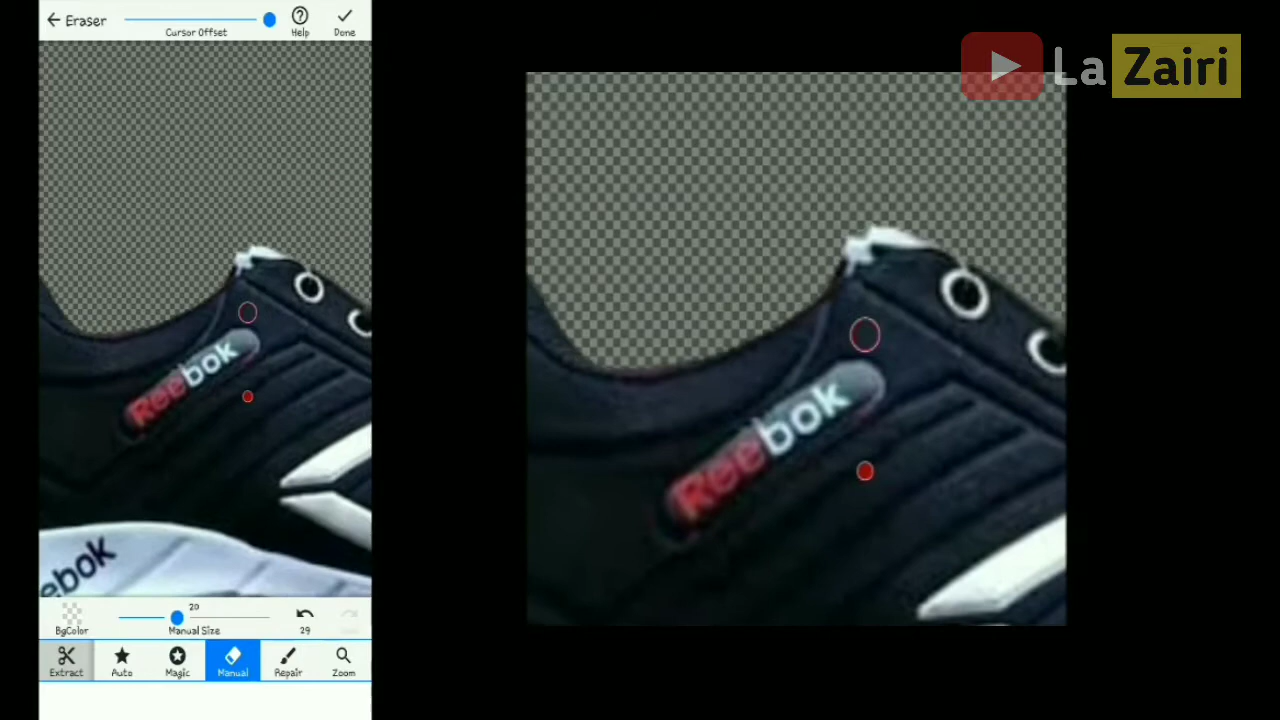 Eraser
Cursor Offset
Help
Done
La Zairi
Reebok
Reebok
ebok
20
BgColor
Manual Size
29
Extract
Auto
Magic
Manual
Repair
Zoom